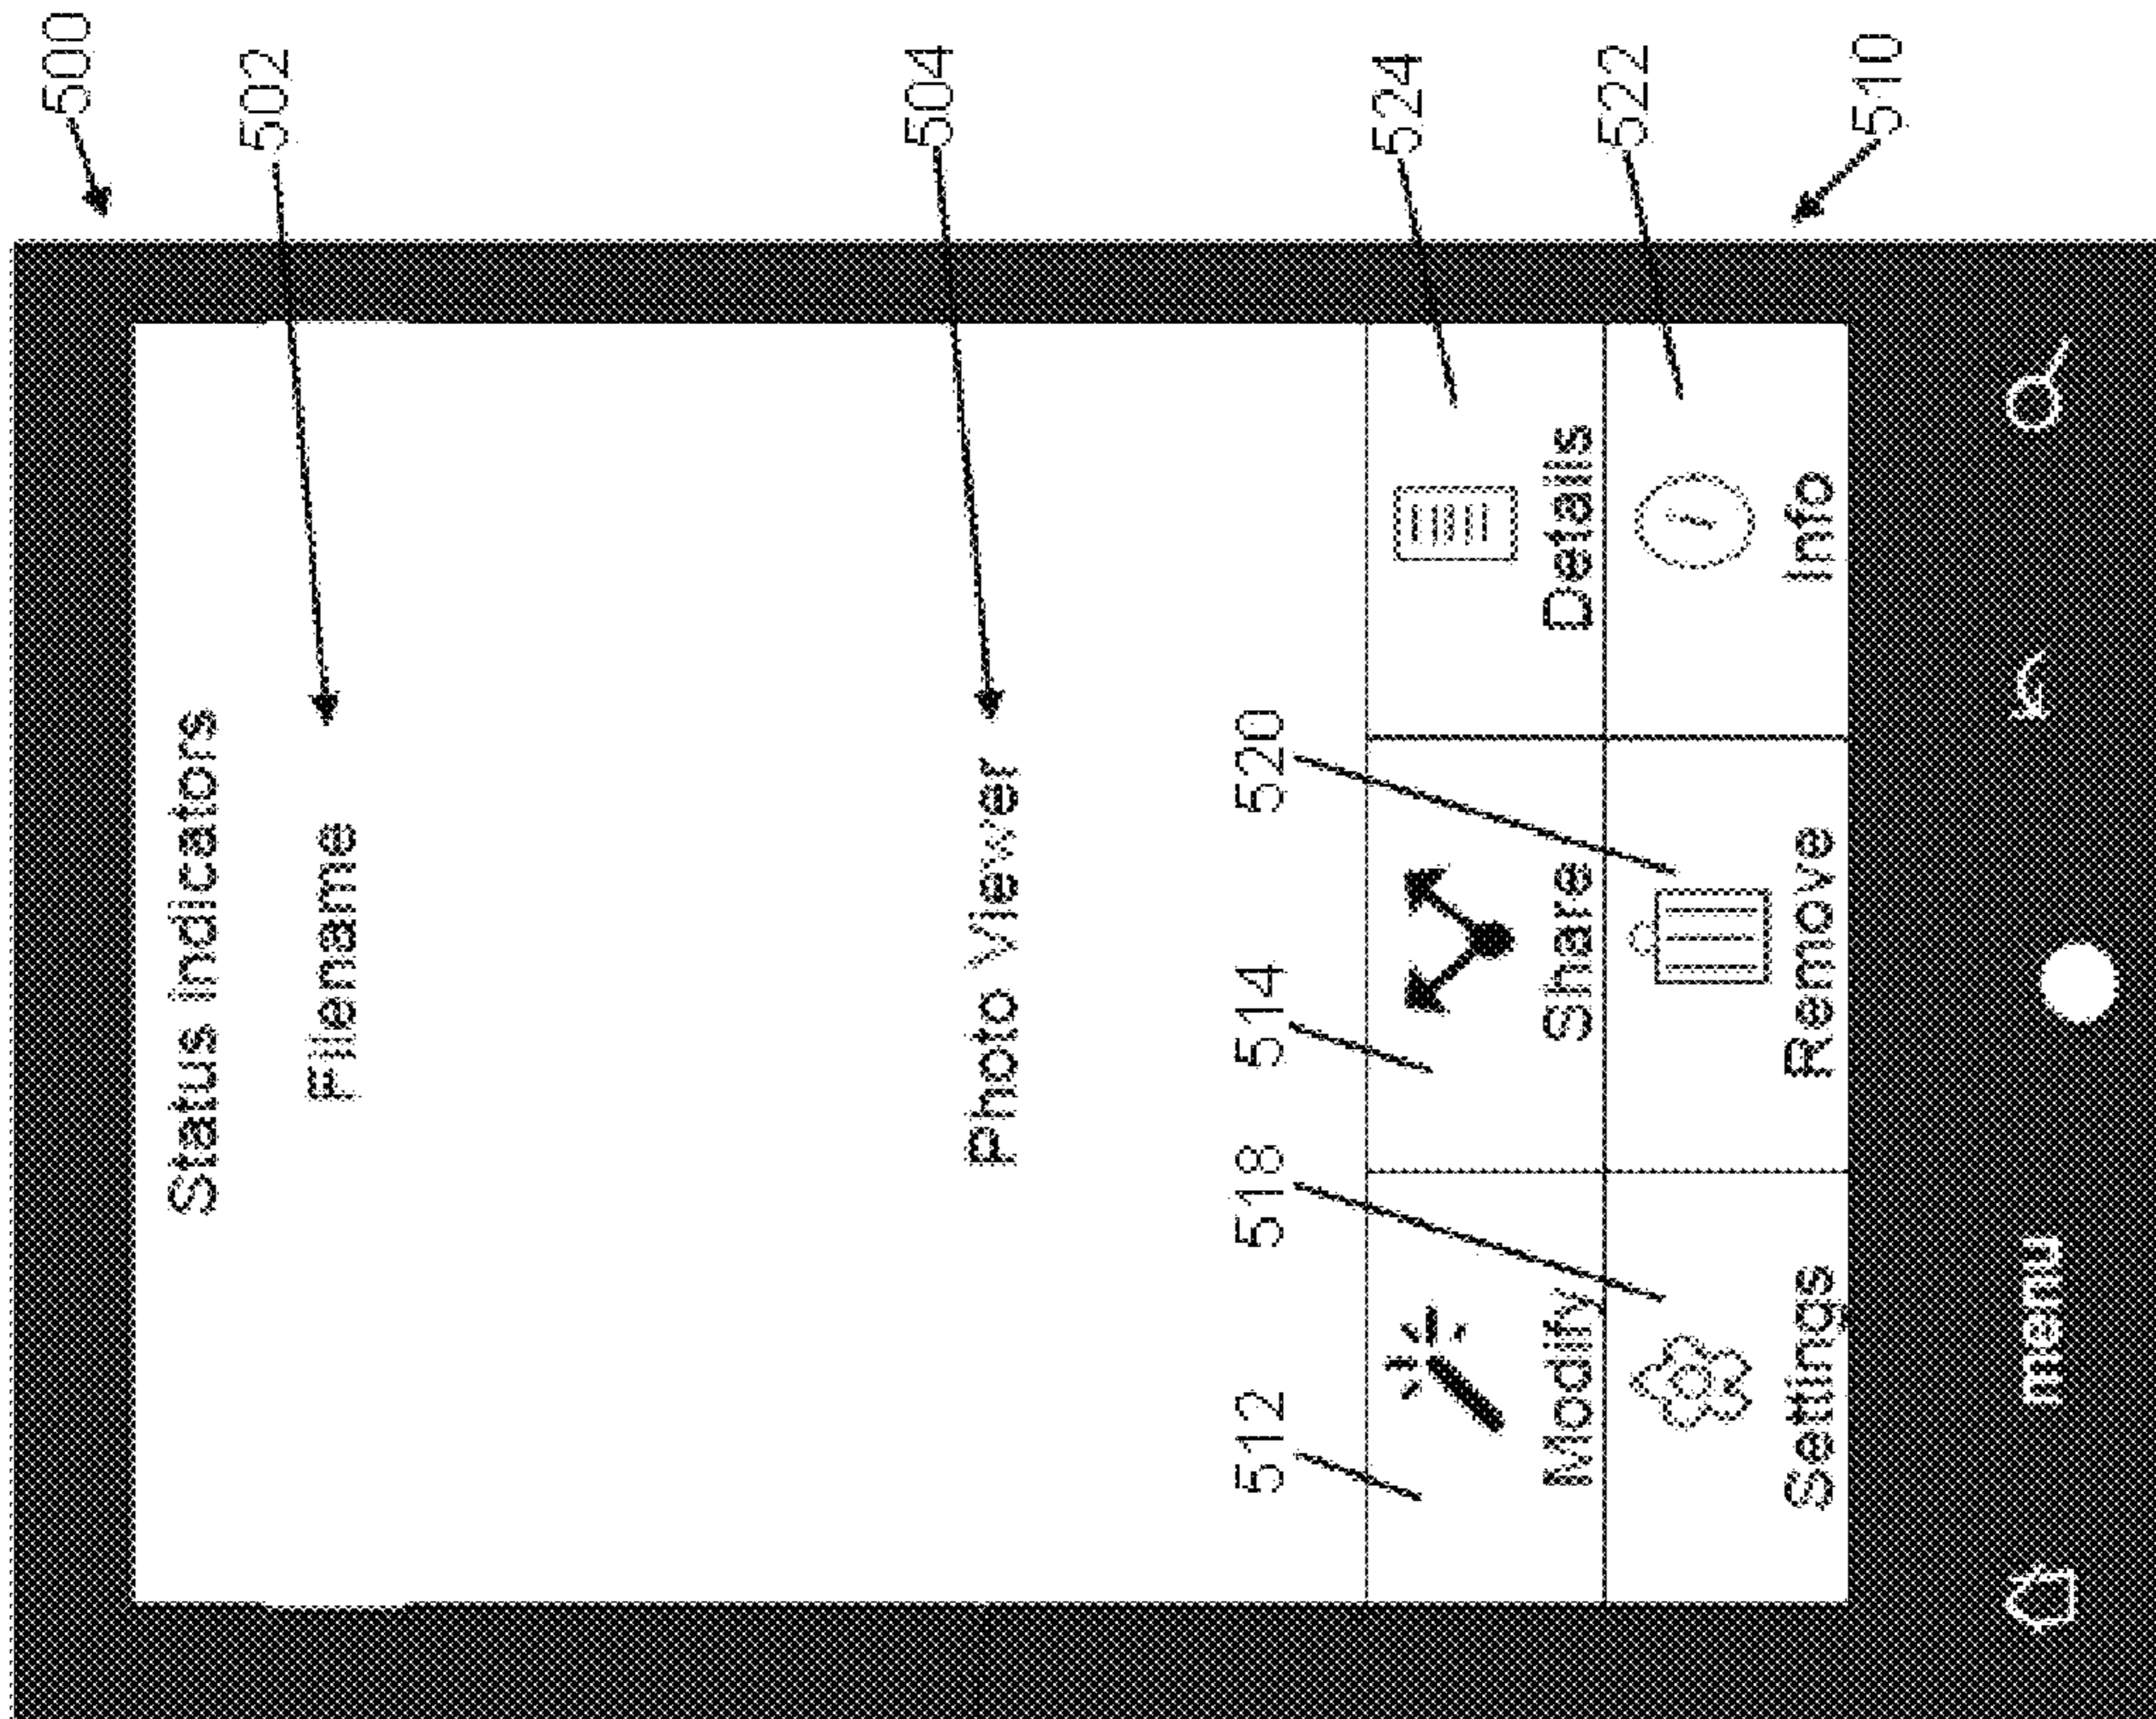 500
502
Status Indicators
Filename
504
Photo Viewer
512
518
514
520
524
Modify
Share
Details
522
Settings
Remove
i
Info
510
menu